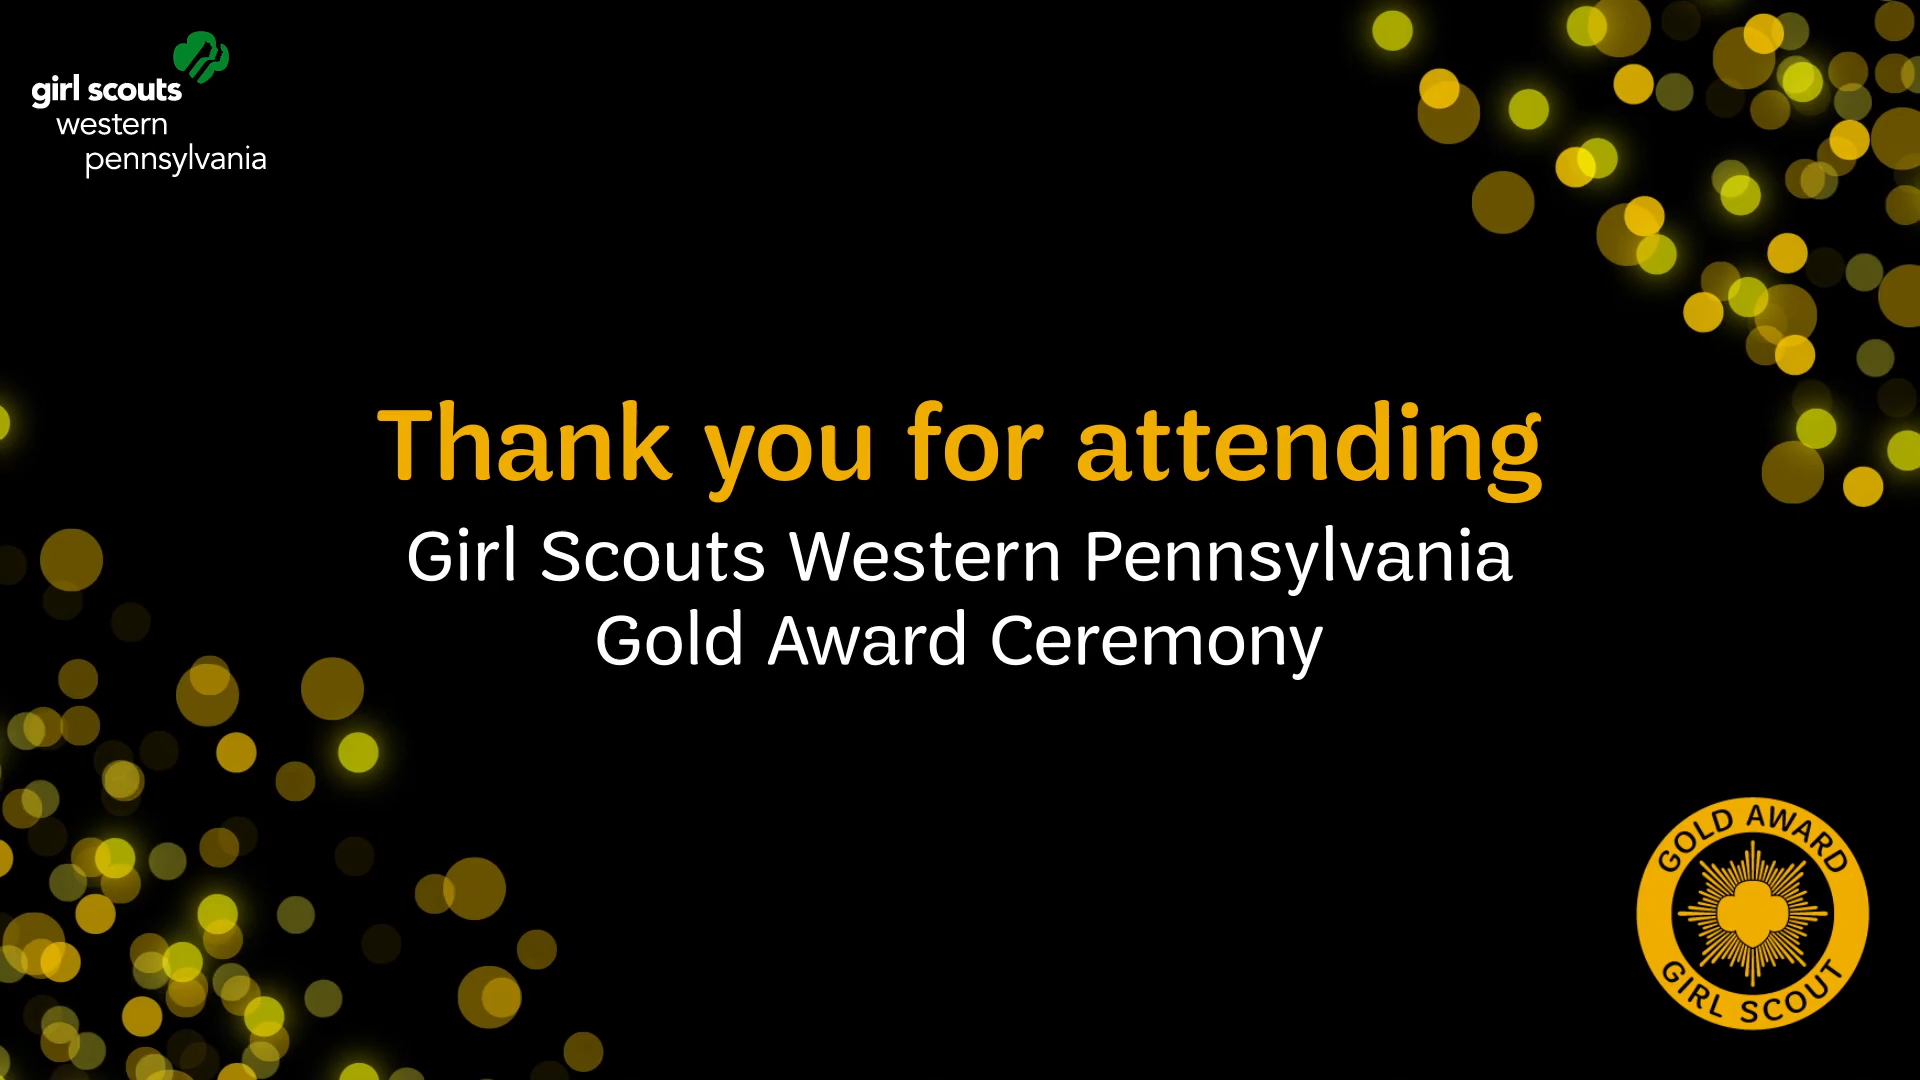 girl scouts
western
pennsylvania
Thank you for attending
Girl Scouts Western Pennsylvania
Gold Award Ceremony
GOLD AWARD
GIRL SCOUT